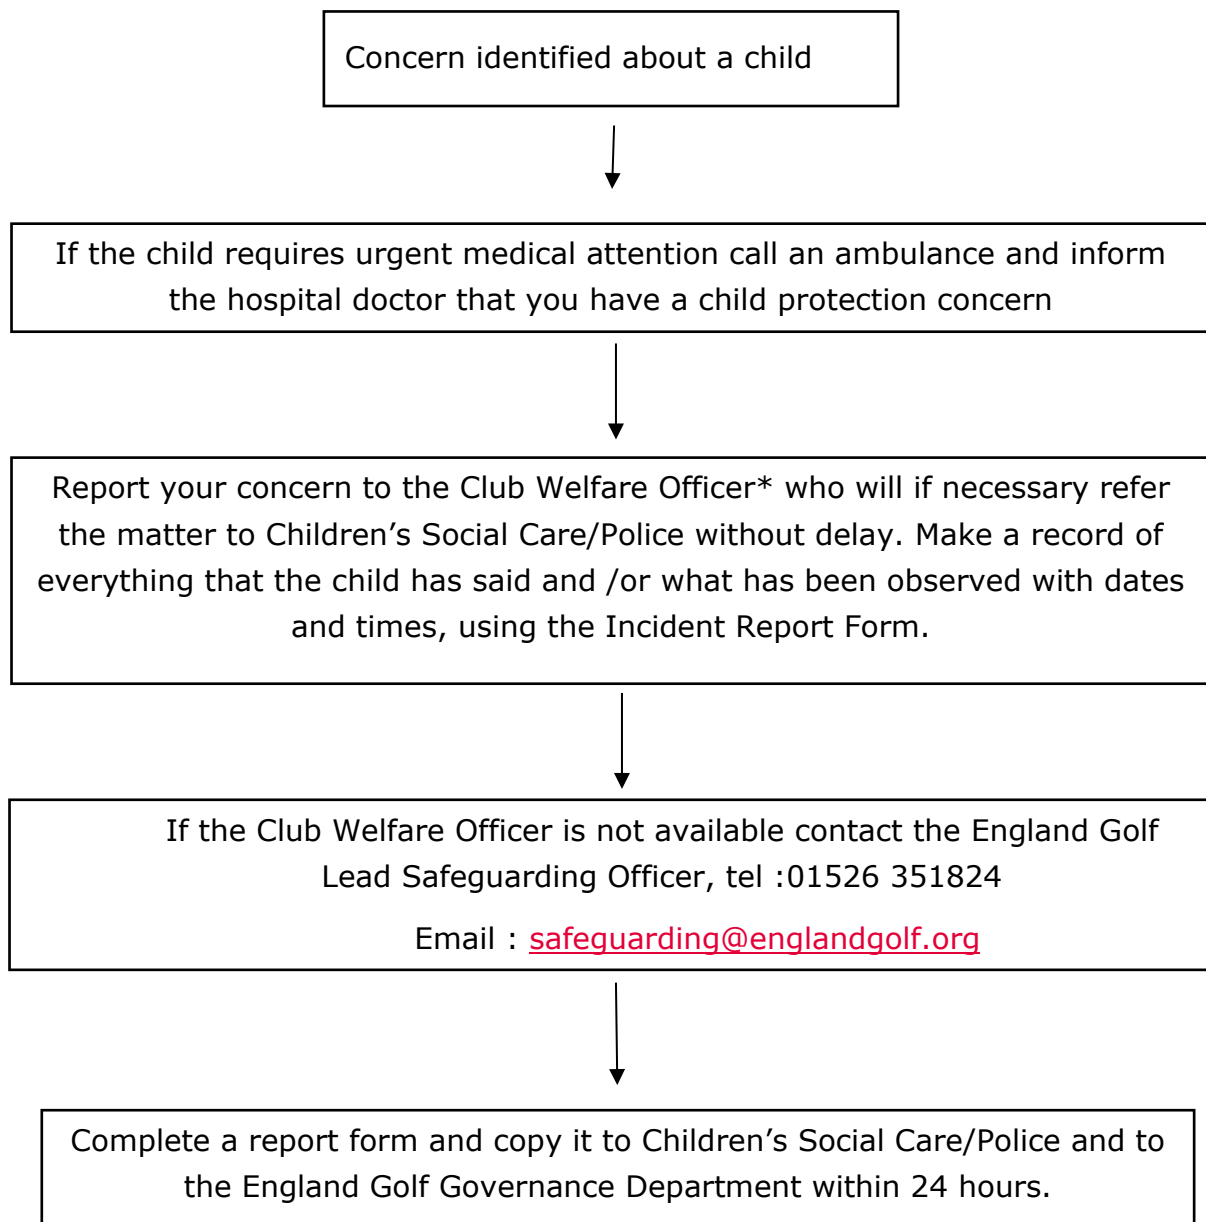 Concern identified about a child
If the child requires urgent medical attention call an ambulance and inform
the hospital doctor that you have a child protection concern
Report your concern to the Club Welfare Officer* who will if necessary refer
the matter to Children’s Social Care/Police without delay. Make a record of
everything that the child has said and /or what has been observed with dates
and times, using the Incident Report Form.
If the Club Welfare Officer is not available contact the England Golf
Lead Safeguarding Officer, tel :01526 351824
Email : safeguarding@englandgolf.org
Complete a report form and copy it to Children’s Social Care/Police and to
the England Golf Governance Department within 24 hours.